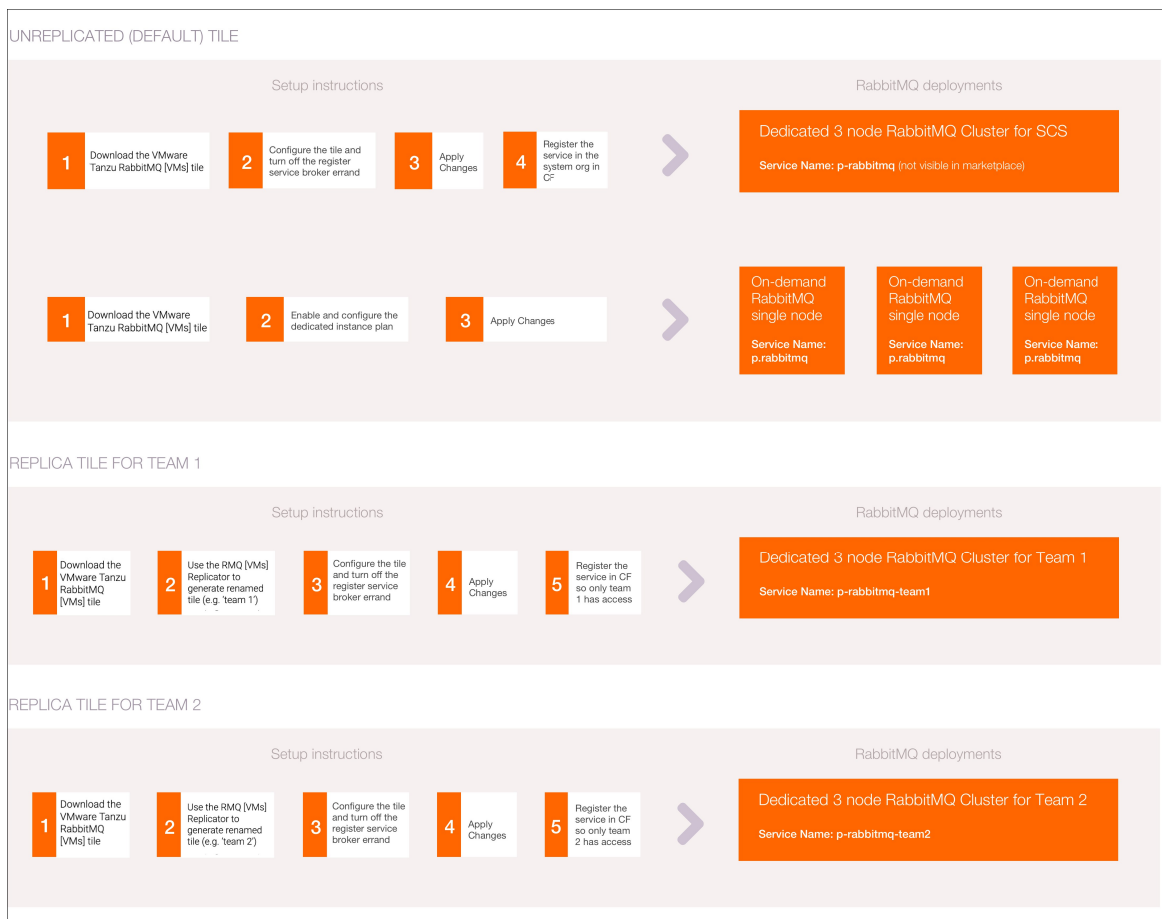 UNREPLICATED (DEFAULT) TILE
Setup instructions
RabbitMQ deployments
1
Download the VMware
Tanzu RabbitMQ [VMs] tile
2
Configure the tile and
turn off the register
service broker errand
3
Apply
Changes
4
Register the
service in the
system org in
CF
Dedicated 3 node RabbitMQ Cluster for SCS
Service Name: p-rabbitmq (not visible in marketplace)
1
Download the VMware
Tanzu RabbitMQ [VMs] tile
2
Enable and configure the
dedicated instance plan
3
Apply Changes
On-demand
RabbitMQ
single node
Service Name:
p.rabbitmq
On-demand
RabbitMQ
single node
Service Name:
p.rabbitmq
On-demand
RabbitMQ
single node
Service Name:
p.rabbitmq
REPLICA TILE FOR TEAM 1
Setup instructions
RabbitMQ deployments
1
Download the
VMware Tanzu
RabbitMQ
[VMs] tile
2
Use the RMQ [VMs]
Replicator to
generate renamed
tile (e.g. 'team 1')
3
Configure the tile
and turn off the
register service
broker errand
4
Apply
Changes
5
Register the
service in CF
so only team
1 has access
Dedicated 3 node RabbitMQ Cluster for Team 1
Service Name: p-rabbitmq-team1
REPLICA TILE FOR TEAM 2
Setup instructions
RabbitMQ deployments
1
Download the
VMware Tanzu
RabbitMQ
[VMs] tile
2
Use the RMQ [VMs]
Replicator to
generate renamed
tile (e.g. 'team 2')
3
Configure the tile
and turn off the
register service
broker errand
4
Apply
Changes
5
Register the
service in CF
so only team
2 has access
Dedicated 3 node RabbitMQ Cluster for Team 2
Service Name: p-rabbitmq-team2